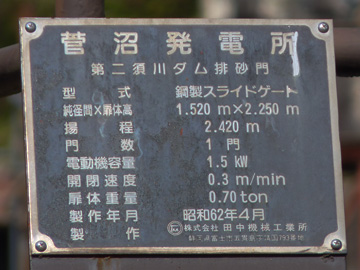 菅沼発電所
第二須川ダム排砂門
型式 鋼製スライドゲート
純径間×扉体高 1.520 m×2.250 m
揚程 2.420 m
門数 1 門
電動機容量 1.5 kW
開閉速度 0.3 m/min
扉体重量 0.70 ton
製作年月 昭和62年4月
製作 株式会社 田中機械工業所